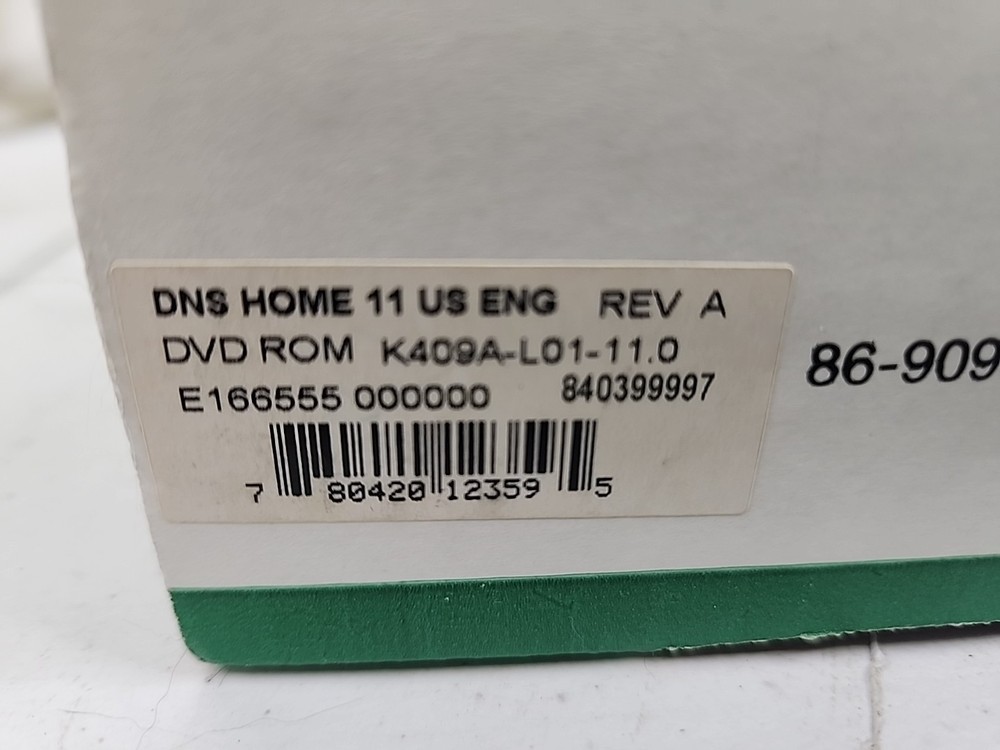 DNS HOME 11 US ENG REV A
DVD ROM K409A-L01-11.0
E166555 000000 840399997
7 80420 12359 5
86-909